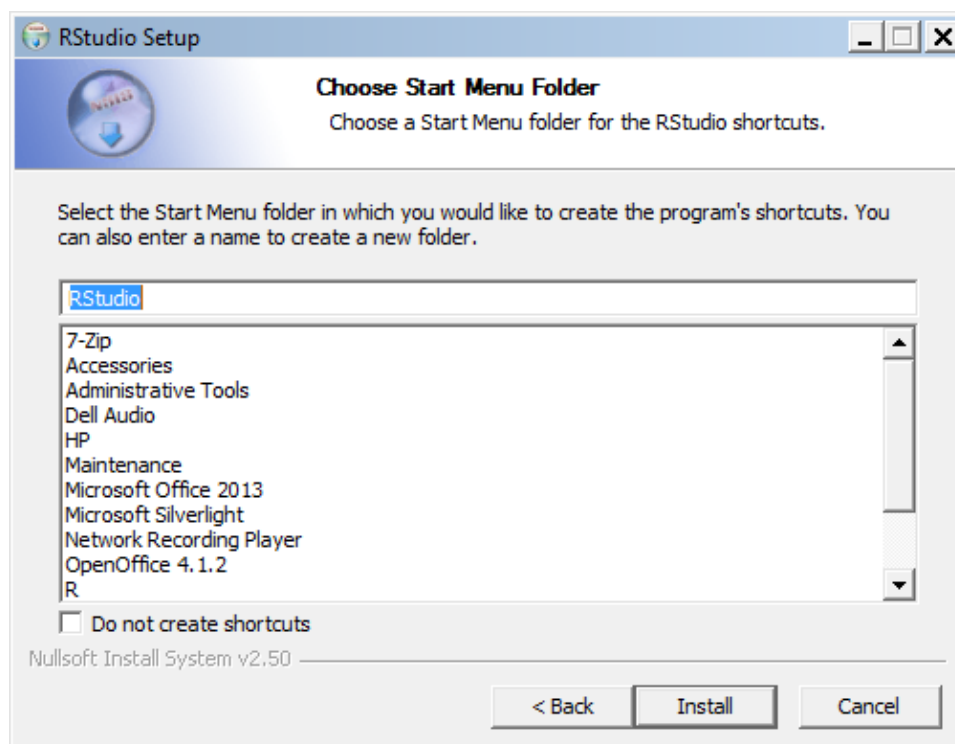 RStudio Setup
Choose Start Menu Folder
Choose a Start Menu folder for the RStudio shortcuts.
Select the Start Menu folder in which you would like to create the program's shortcuts. You
can also enter a name to create a new folder.
RStudio
7-Zip
Accessories
Administrative Tools
Dell Audio
HP
Maintenance
Microsoft Office 2013
Microsoft Silverlight
Network Recording Player
OpenOffice 4.1.2
R
Do not create shortcuts
Nullsoft Install System v2.50
< Back
Install
Cancel